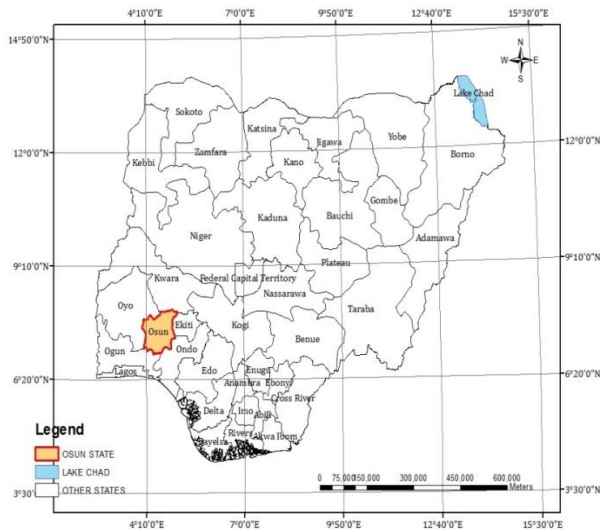 4°10'0"E 7°0'0"E 9°50'0"E 12°40'0"E 15°30'0"E
14°50'0"N
N
W E
S
Lake Chad
Sokoto
Katsina
Jigawa
Yobe
12°0'0"N
12°0'0"N
Kebbi
Zamfara
Kano
Borno
Gombe
Kaduna
Bauchi
Niger
Adamawa
9°10'0"N
Plateau
9°10'0"N
Kwara
Federal Capital Territory
Nassarawa
Oyo
Taraba
Osun
Ekiti
Kogi
Benue
Ogun
Ondo
Lagos
Edo
Enugu
6°20'0"N
6°20'0"N
Anambra
Ebonyi
Cross River
Delta
Imo
Abia
Rivers
Akwa Ibom
Bayelsa
Legend
OSUN STATE
LAKE CHAD
OTHER STATES
0 75,000 150,000 300,000 450,000 600,000
Meters
3°30'0"N
4°10'0"E 7°0'0"E 9°50'0"E 12°40'0"E 15°30'0"E